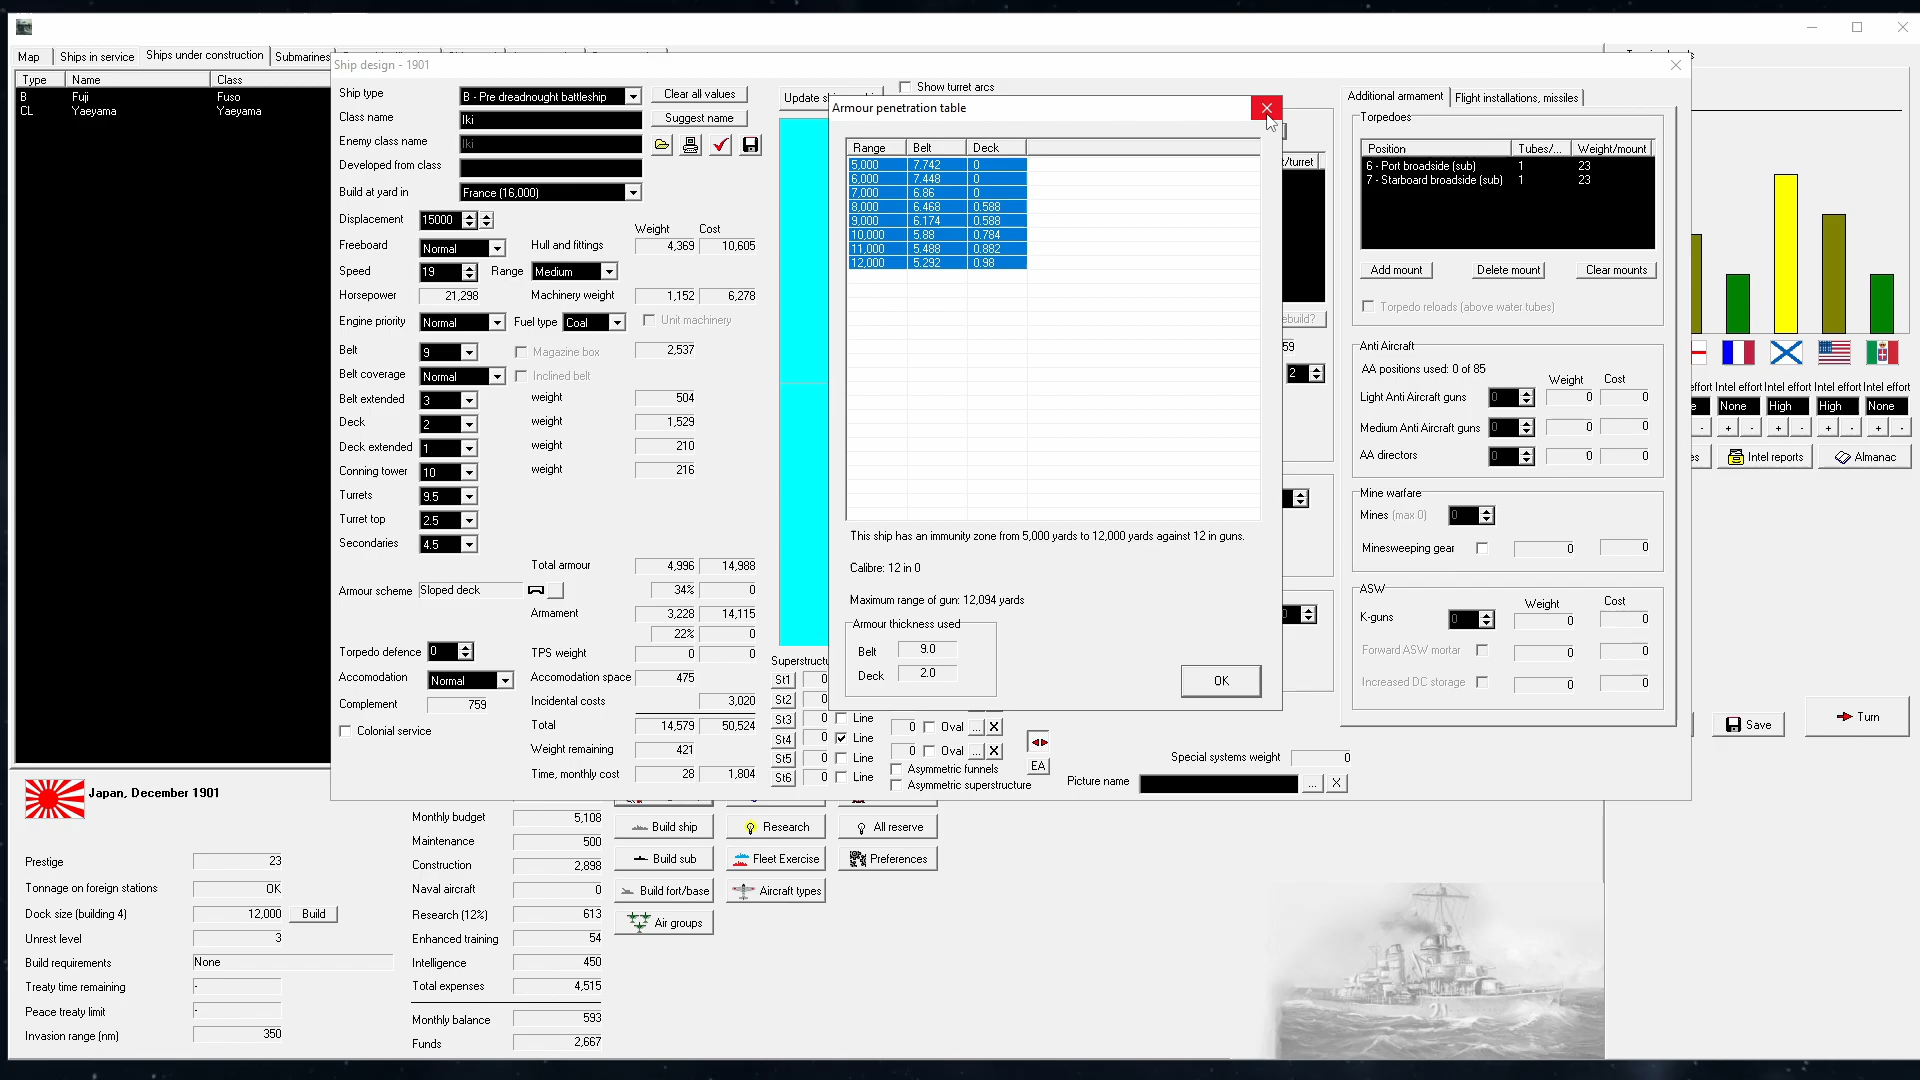 Map
Ships in service
Ships under construction
Submarines
Type Name Class
B Fuji Fuso
CL Yaeyama Yaeyama
Ship design - 1901
Ship type B - Pre dreadnought battleship Clear all values
Class name Iki Suggest name
Enemy class name Iki
Developed from class
Build at yard in France (16,000)
Displacement 15000
Weight Cost
Freeboard Normal Hull and fittings 4,369 10,605
Speed 19 Range Medium
Horsepower 21,298 Machinery weight 1,152 6,278
Engine priority Normal Fuel type Coal Unit machinery
Belt 9 Magazine box 2,537
Belt coverage Normal Inclined belt
Belt extended 3 weight 504
Deck 2 weight 1,529
Deck extended 1 weight 210
Conning tower 10 weight 216
Turrets 9.5
Turret top 2.5
Secondaries 4.5
Total armour 4,996 14,988
Armour scheme Sloped deck 34% 0
Armament 3,228 14,115
22% 0
Torpedo defence 0 TPS weight 0 0
Accomodation Normal Accomodation space 475
Complement 759 Incidental costs 3,020
Colonial service Total 14,579 50,524
Weight remaining 421
Time, monthly cost 28 1,804
Show turret arcs
Armour penetration table
Range Belt Deck
5,000 7.742 0
6,000 7.448 0
7,000 6.86 0
8,000 6.468 0.588
9,000 6.174 0.588
10,000 5.88 0.784
11,000 5.488 0.882
12,000 5.292 0.98
This ship has an immunity zone from 5,000 yards to 12,000 yards against 12 in guns.
Calibre: 12 in 0
Maximum range of gun: 12,094 yards
Armour thickness used
Belt 9.0
Deck 2.0
OK
St1 0
St2 0
St3 0 Line 0 Oval ... X
St4 0 Line
St5 0 Line 0 Oval ... X
St6 0 Line
Asymmetric funnels
Asymmetric superstructure
EA
Special systems weight 0
Picture name ... X
2
Additional armament
Flight installations, missiles
Torpedoes
Position Tubes/... Weight/mount
6 - Port broadside (sub) 1 23
7 - Starboard broadside (sub) 1 23
Add mount Delete mount Clear mounts
Torpedo reloads (above water tubes)
Anti Aircraft
AA positions used: 0 of 85
Weight Cost
Light Anti Aircraft guns 0 0 0
Medium Anti Aircraft guns 0 0 0
AA directors 0 0 0
Mine warfare
Mines (max 0) 0
Minesweeping gear 0 0
ASW
Weight Cost
K-guns 0 0 0
Forward ASW mortar 0 0
Increased DC storage 0 0
Intel effort Intel effort Intel effort Intel effort
None High High None
+ - + - + - + -
Intel reports Almanac
Save Turn
Japan, December 1901
Prestige 23
Tonnage on foreign stations OK
Dock size (building 4) 12,000 Build
Unrest level 3
Build requirements None
Treaty time remaining -
Peace treaty limit -
Invasion range (nm) 350
Monthly budget 5,108
Maintenance 500
Construction 2,898
Naval aircraft 0
Research (12%) 613
Enhanced training 54
Intelligence 450
Total expenses 4,515
Monthly balance 593
Funds 2,667
Build ship Research All reserve
Build sub Fleet Exercise Preferences
Build fort/base Aircraft types
Air groups